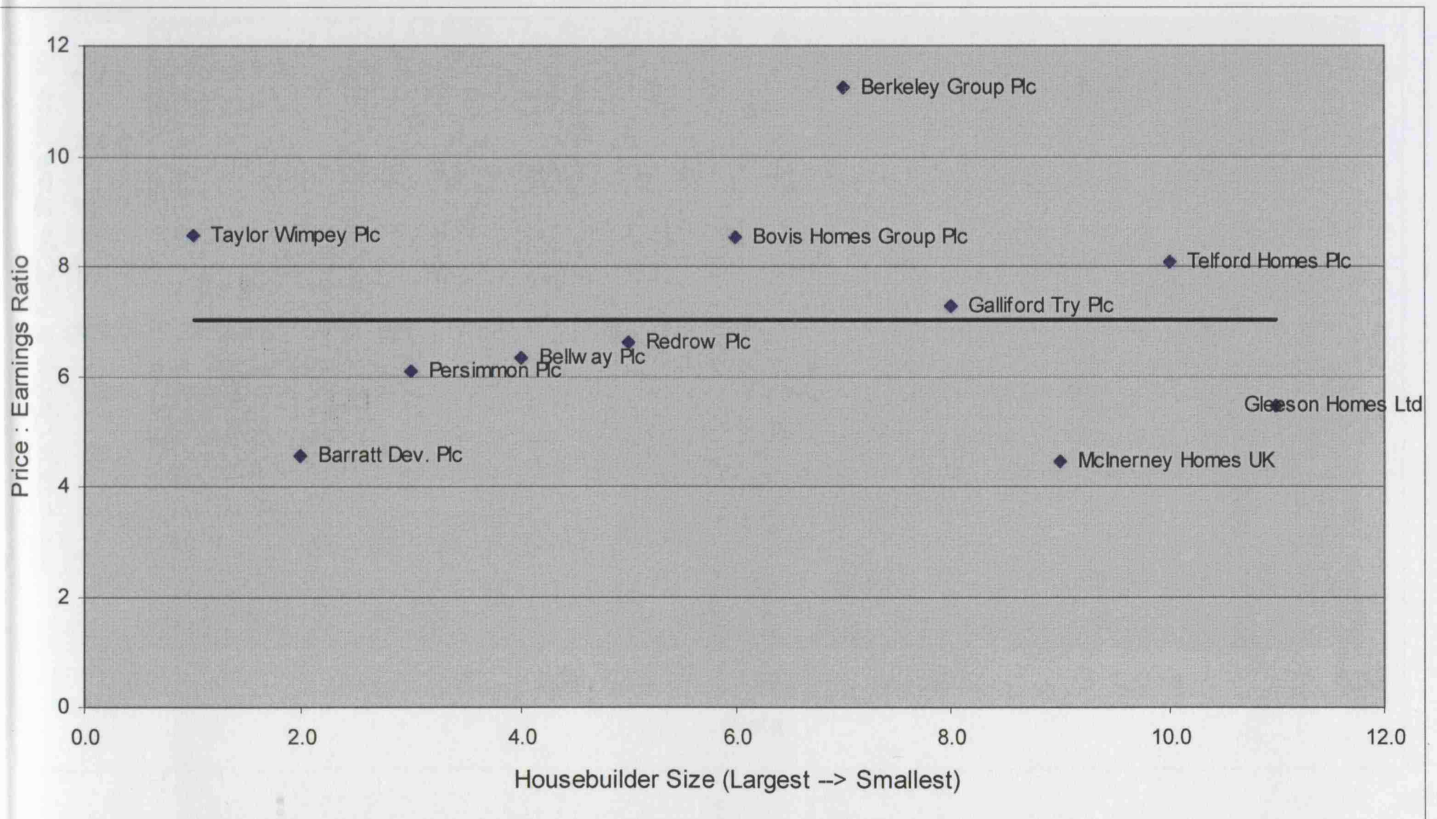 12
Berkeley Group Plc
10
Taylor Wimpey Plc
Bovis Homes Group Plc
Telford Homes Plc
8
Galliford Try Plc
Redrow Plc
Bellway Plc
Persimmon Plc
6
Gleeson Homes Ltd
Barratt Dev. Plc
McInerney Homes UK
4
2
0
Price : Earnings Ratio
0.0 2.0 4.0 6.0 8.0 10.0 12.0
Housebuilder Size (Largest --> Smallest)